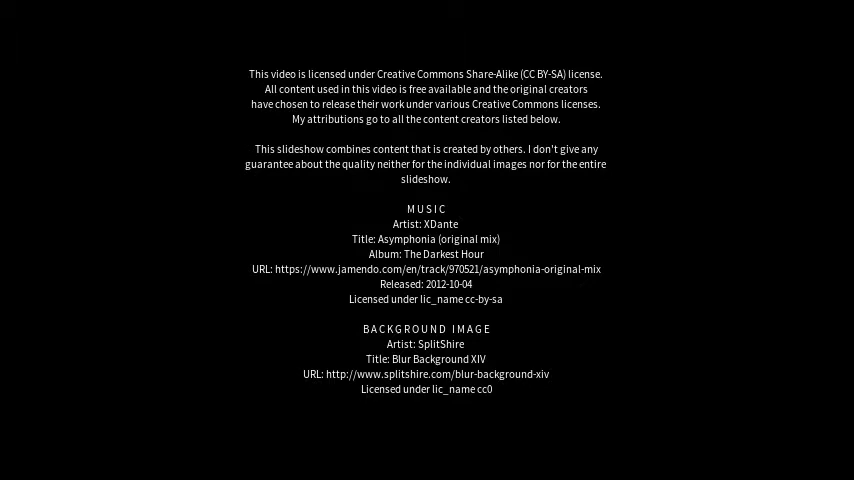 This video is licensed under Creative Commons Share-Alike (CC BY-SA) license.
All content used in this video is free available and the original creators
have chosen to release their work under various Creative Commons licenses.
My attributions go to all the content creators listed below.
This slideshow combines content that is created by others. I don't give any
guarantee about the quality neither for the individual images nor for the entire
slideshow.
MUSIC
Artist: XDante
Title: Asymphonia (original mix)
Album: The Darkest Hour
URL: https://www.jamendo.com/en/track/970521/asymphonia-original-mix
Released: 2012-10-04
Licensed under lic_name cc-by-sa
BACKGROUND IMAGE
Artist: SplitShire
Title: Blur Background XIV
URL: http://www.splitshire.com/blur-background-xiv
Licensed under lic_name cc0